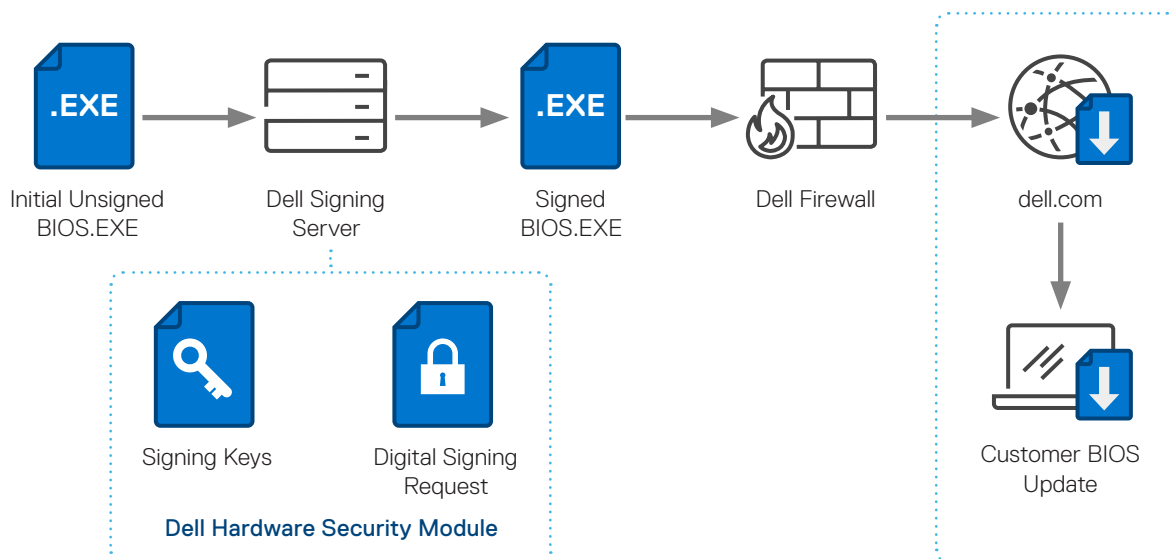 .EXE
.EXE
Initial Unsigned
BIOS.EXE
Dell Signing
Server
Signed
BIOS.EXE
Dell Firewall
dell.com
Signing Keys
Digital Signing
Request
Dell Hardware Security Module
Customer BIOS
Update